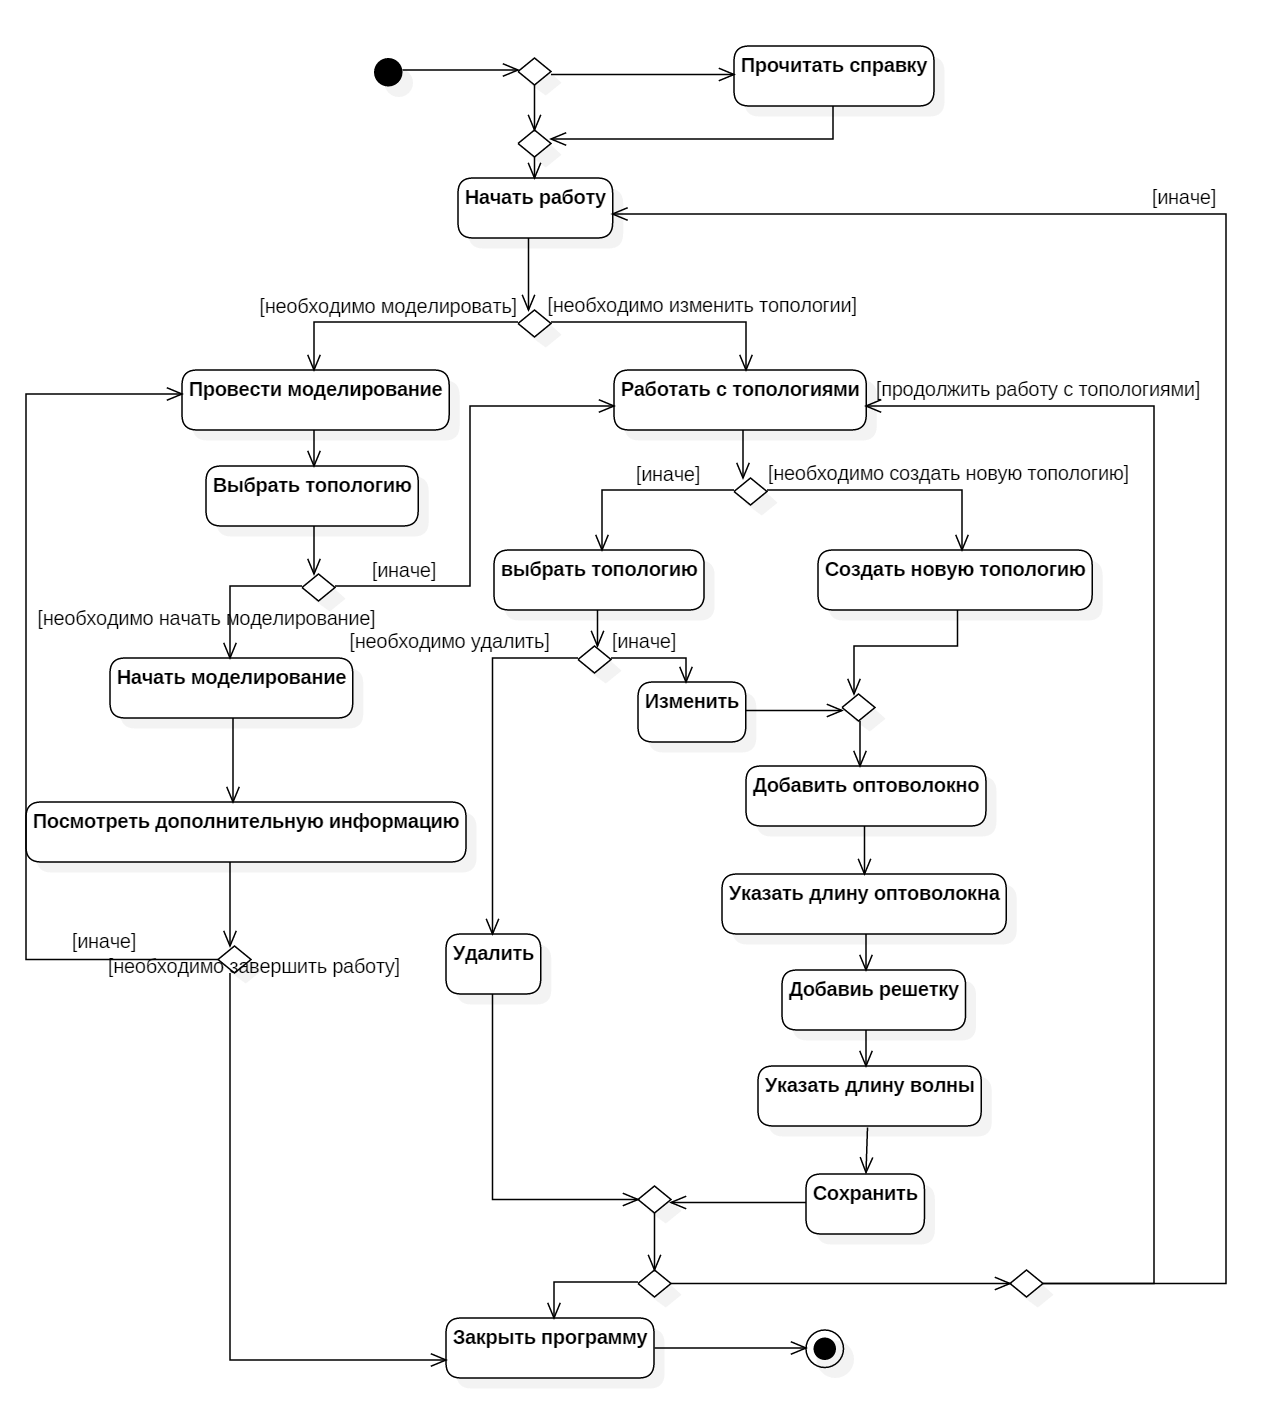 Прочитать справку
Начать работу
[иначе]
[необходимо моделировать]
[необходимо изменить топологии]
Провести моделирование
Работать с топологиями
[продолжить работу с топологиями]
Выбрать топологию
[иначе]
[необходимо создать новую топологию]
[иначе]
выбрать топологию
Создать новую топологию
[необходимо начать моделирование]
[необходимо удалить]
[иначе]
Начать моделирование
Изменить
Добавить оптоволокно
Посмотреть дополнительную информацию
Указать длину оптоволокна
[иначе]
[необходимо завершить работу]
Удалить
Добавиь решетку
Указать длину волны
Сохранить
Закрыть программу